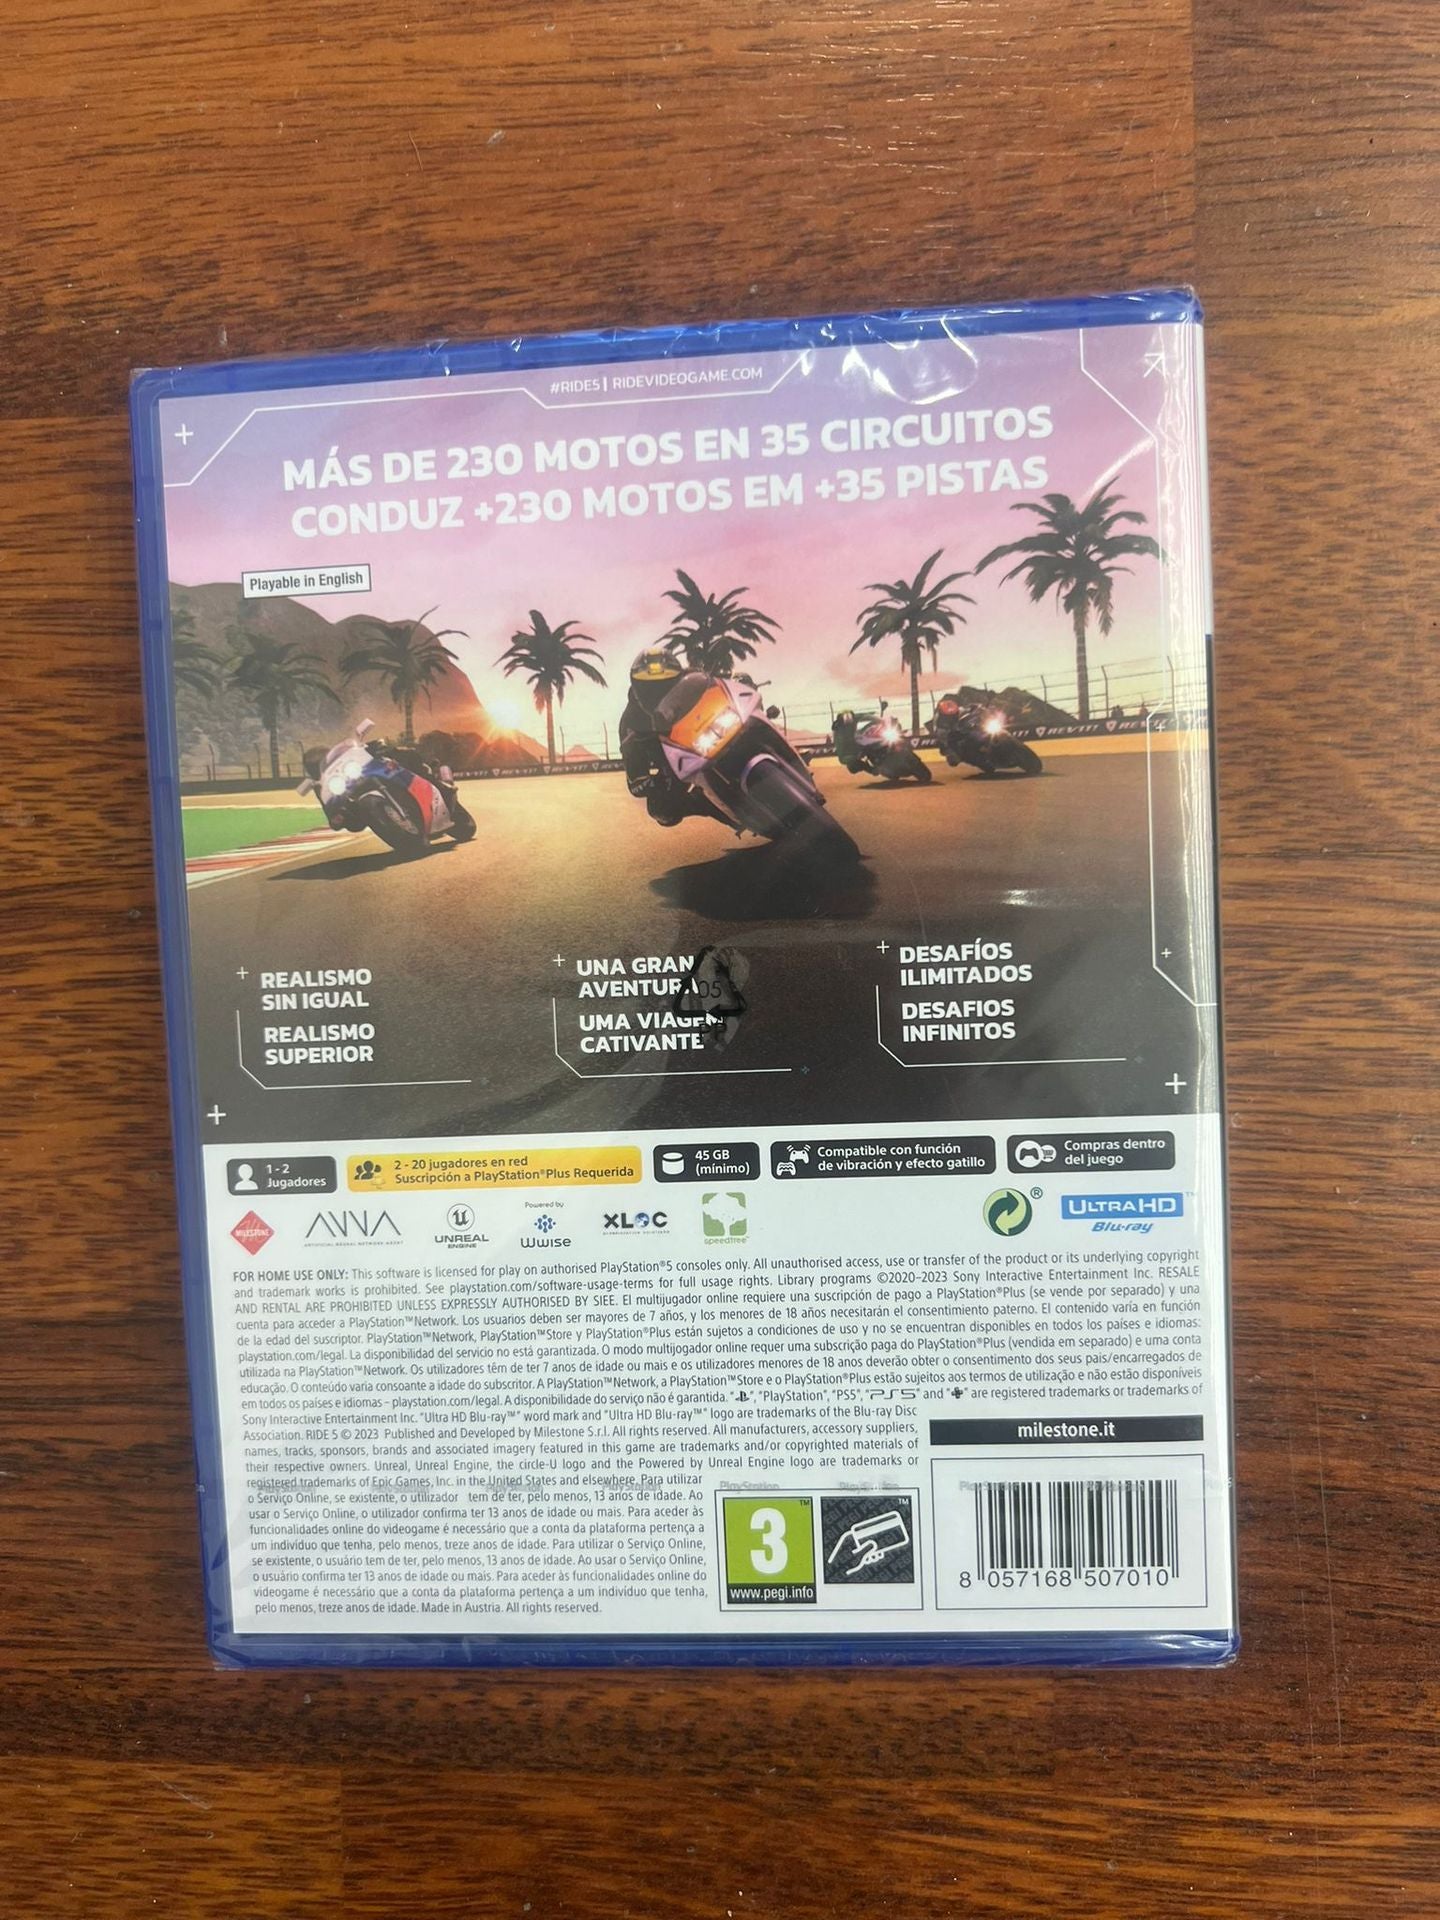 #RIDE5 | RIDEVIDEOGAME.COM
MÁS DE 230 MOTOS EN 35 CIRCUITOS
CONDUZ +230 MOTOS EM +35 PISTAS
Playable in English
REV'IT! REV'IT!
REALISMO
SIN IGUAL
REALISMO
SUPERIOR
UNA GRAN
AVENTURA
UMA VIAGEM
CATIVANTE
05
PP
DESAFÍOS
ILIMITADOS
DESAFIOS
INFINITOS
1 - 2
Jugadores
2 - 20 jugadores en red
Suscripción a PlayStation®Plus Requerida
45 GB
(mínimo)
Compatible con función
de vibración y efecto gatillo
Compras dentro
del juego
MILESTONE
ANNA
ARTIFICIAL NEURAL NETWORK AGENT
UNREAL
ENGINE
Powered by
Wwise
XLOC
speedtree™
®
ULTRA HD™
Blu-ray
FOR HOME USE ONLY: This software is licensed for play on authorised PlayStation®5 consoles only. All unauthorised access, use or transfer of the product or its underlying copyright
and trademark works is prohibited. See playstation.com/software-usage-terms for full usage rights. Library programs ©2020-2023 Sony Interactive Entertainment Inc. RESALE
AND RENTAL ARE PROHIBITED UNLESS EXPRESSLY AUTHORISED BY SIEE. El multijugador online requiere una suscripción de pago a PlayStation®Plus (se vende por separado) y una
cuenta para acceder a PlayStation™Network. Los usuarios deben ser mayores de 7 años, y los menores de 18 años necesitarán el consentimiento paterno. El contenido varía en función
de la edad del suscriptor. PlayStation™Network, PlayStation™Store y PlayStation®Plus están sujetos a condiciones de uso y no se encuentran disponibles en todos los países e idiomas:
playstation.com/legal. La disponibilidad del servicio no está garantizada. O modo multijogador online requer uma subscrição paga do PlayStation®Plus (vendida em separado) e uma conta
utilizada na PlayStation™Network. Os utilizadores têm de ter 7 anos de idade ou mais e os utilizadores menores de 18 anos deverão obter o consentimento dos seus pais/encarregados de
educação. O conteúdo varia consoante a idade do subscritor. A PlayStation™Network, a PlayStation™Store e o PlayStation®Plus estão sujeitos aos termos de utilização e não estão disponíveis
em todos os países e idiomas – playstation.com/legal. A disponibilidade do serviço não é garantida. "", "PlayStation", "PS5", "PS5" and "" are registered trademarks or trademarks of
Sony Interactive Entertainment Inc. "Ultra HD Blu-ray™" word mark and "Ultra HD Blu-ray™" logo are trademarks of the Blu-ray Disc
Association. RIDE 5 © 2023 Published and Developed by Milestone S.r.l. All rights reserved. All manufacturers, accessory suppliers,
names, tracks, sponsors, brands and associated imagery featured in this game are trademarks and/or copyrighted materials of
their respective owners. Unreal, Unreal Engine, the circle-U logo and the Powered by Unreal Engine logo are trademarks or
registered trademarks of Epic Games, Inc. in the United States and elsewhere. Para utilizar
o Serviço Online, se existente, o utilizador tem de ter, pelo menos, 13 anos de idade. Ao
usar o Serviço Online, o utilizador confirma ter 13 anos de idade ou mais. Para aceder às
funcionalidades online do videogame é necessário que a conta da plataforma pertença a
um indivíduo que tenha, pelo menos, treze anos de idade. Para utilizar o Serviço Online,
se existente, o usuário tem de ter, pelo menos, 13 anos de idade. Ao usar o Serviço Online,
o usuário confirma ter 13 anos de idade ou mais. Para aceder às funcionalidades online do
videogame é necessário que a conta da plataforma pertença a um indivíduo que tenha,
pelo menos, treze anos de idade. Made in Austria. All rights reserved.
milestone.it
PlayStation PlayStation PlayStation PlayStation PlayStation
3
www.pegi.info
8 057168 507010